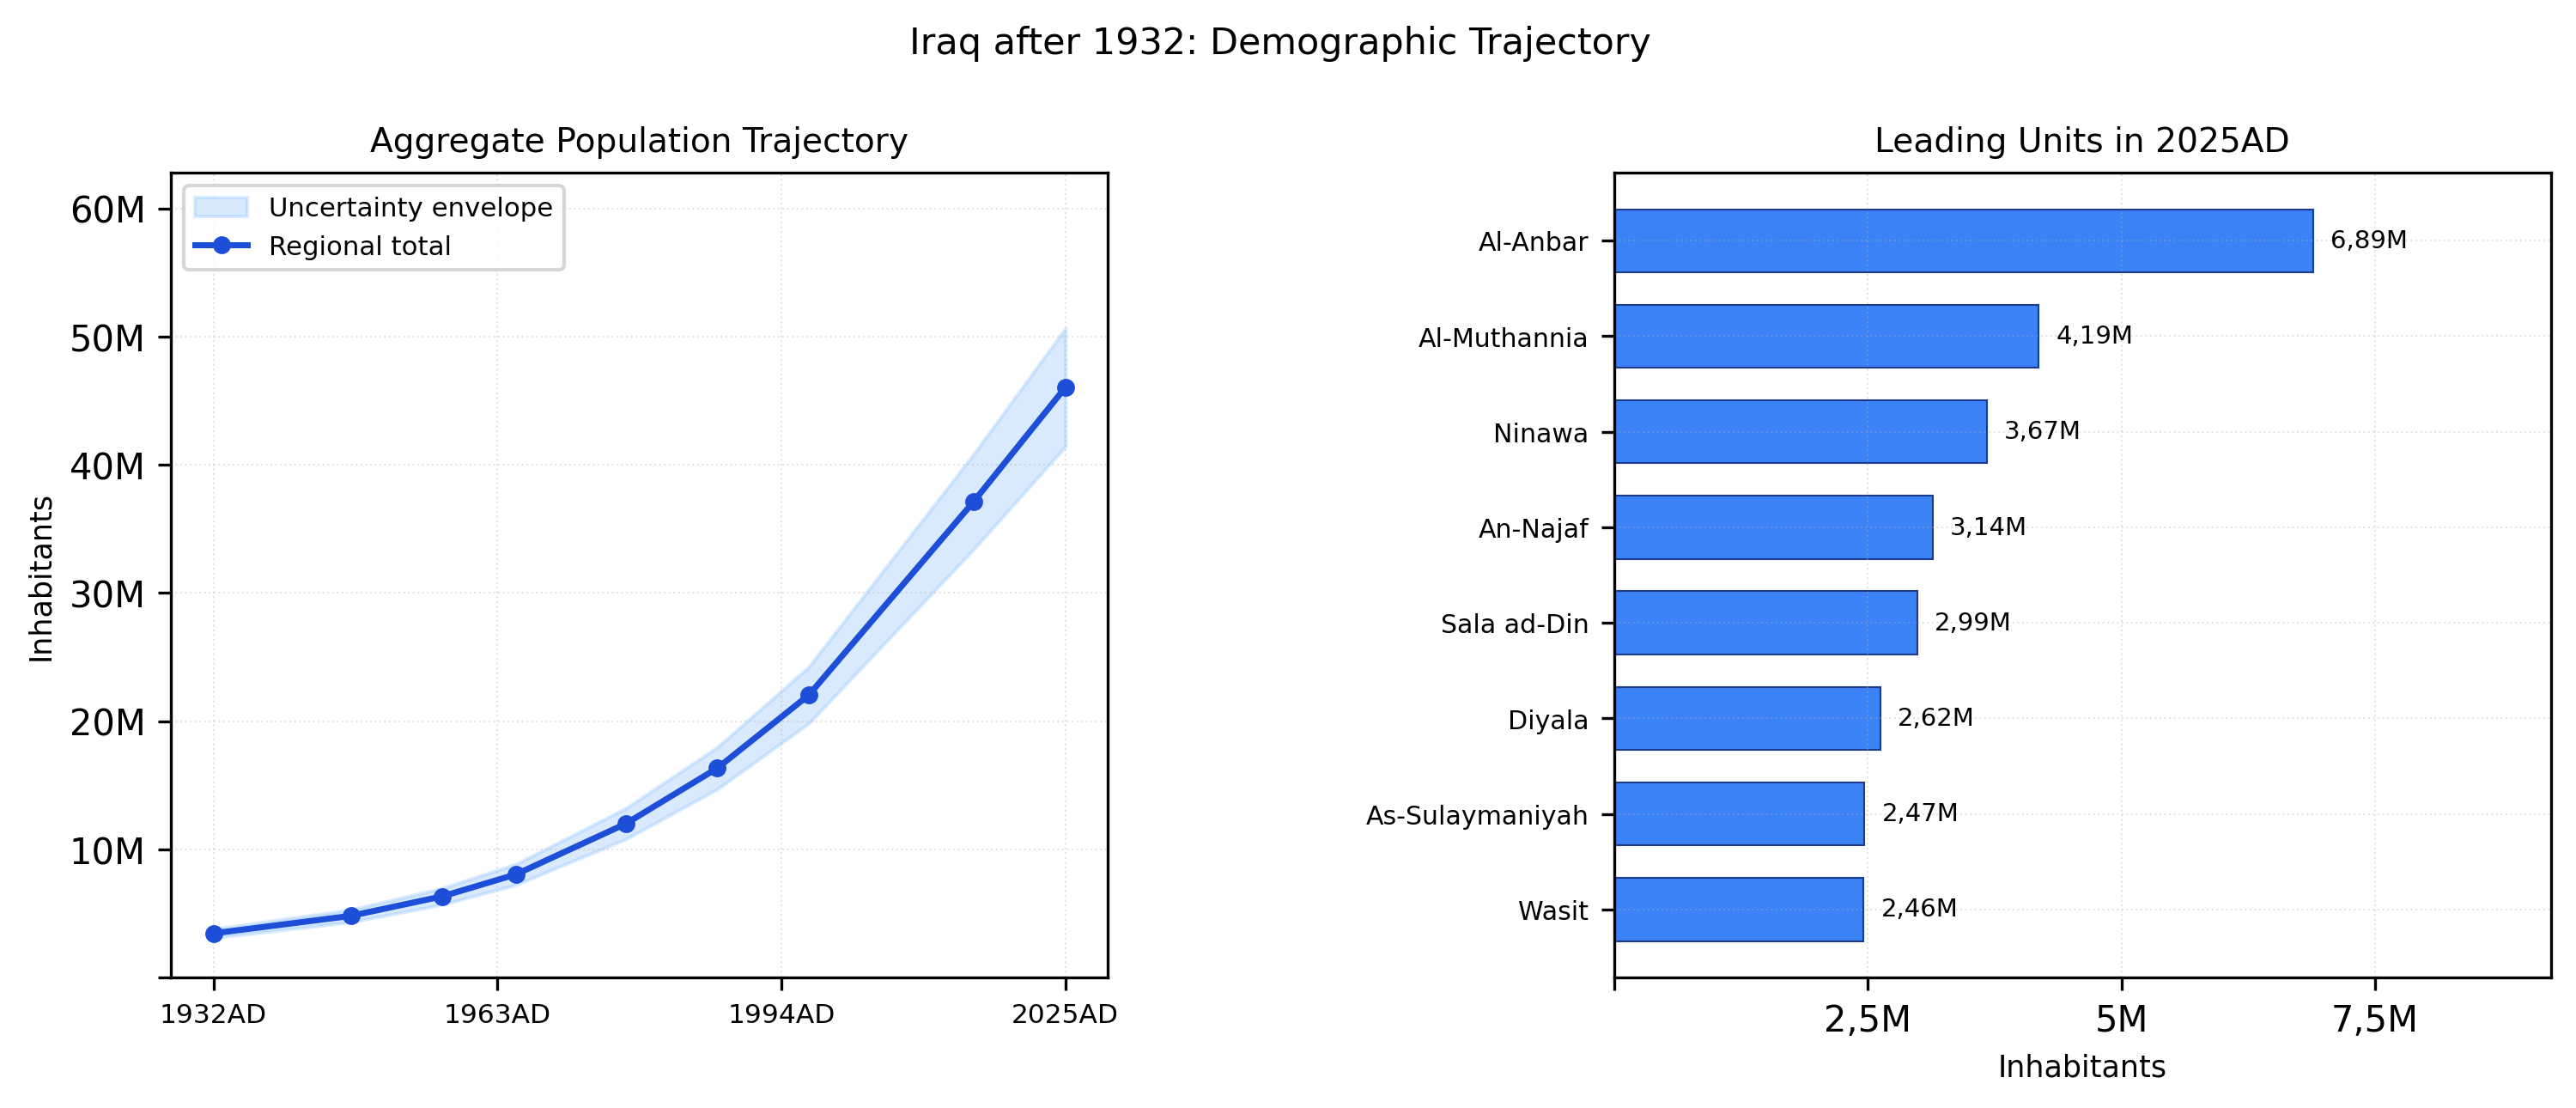 Iraq after 1932: Demographic Trajectory
Aggregate Population Trajectory
Uncertainty envelope
Regional total
60M
50M
40M
30M
20M
10M
Inhabitants
1932AD
1963AD
1994AD
2025AD
Leading Units in 2025AD
Al-Anbar
6,89M
Al-Muthannia
4,19M
Ninawa
3,67M
An-Najaf
3,14M
Sala ad-Din
2,99M
Diyala
2,62M
As-Sulaymaniyah
2,47M
Wasit
2,46M
2,5M
5M
7,5M
Inhabitants